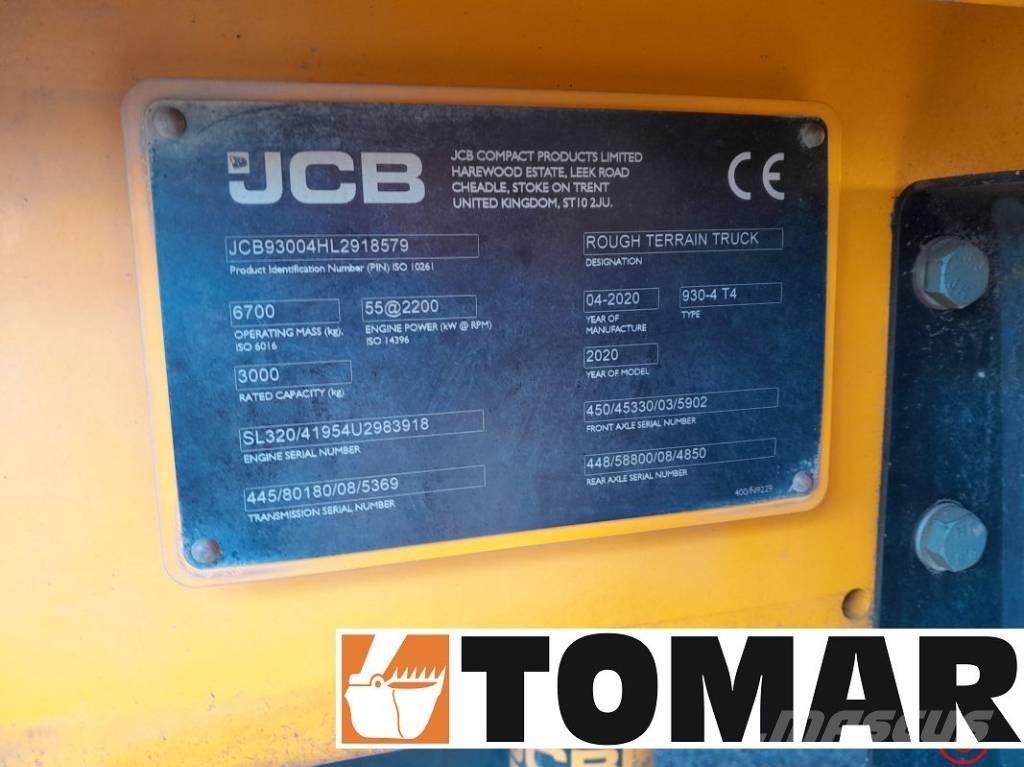 JCB
JCB COMPACT PRODUCTS LIMITED
HAREWOOD ESTATE, LEEK ROAD
CHEADLE, STOKE ON TRENT
UNITED KINGDOM, ST10 2JU.
CE
JCB93004HL2918579
Product Identification Number (PIN) ISO 10261
ROUGH TERRAIN TRUCK
DESIGNATION
6700
OPERATING MASS (kg).
ISO 6016
55@2200
ENGINE POWER (kW @ RPM)
ISO 14396
04-2020
YEAR OF
MANUFACTURE
930-4 T4
TYPE
3000
RATED CAPACITY (kg)
2020
YEAR OF MODEL
SL320/41954U2983918
ENGINE SERIAL NUMBER
450/45330/03/5902
FRONT AXLE SERIAL NUMBER
445/80180/08/5369
TRANSMISSION SERIAL NUMBER
448/58800/08/4850
REAR AXLE SERIAL NUMBER
400/N9229
TOMAR
MASCUS
JCB